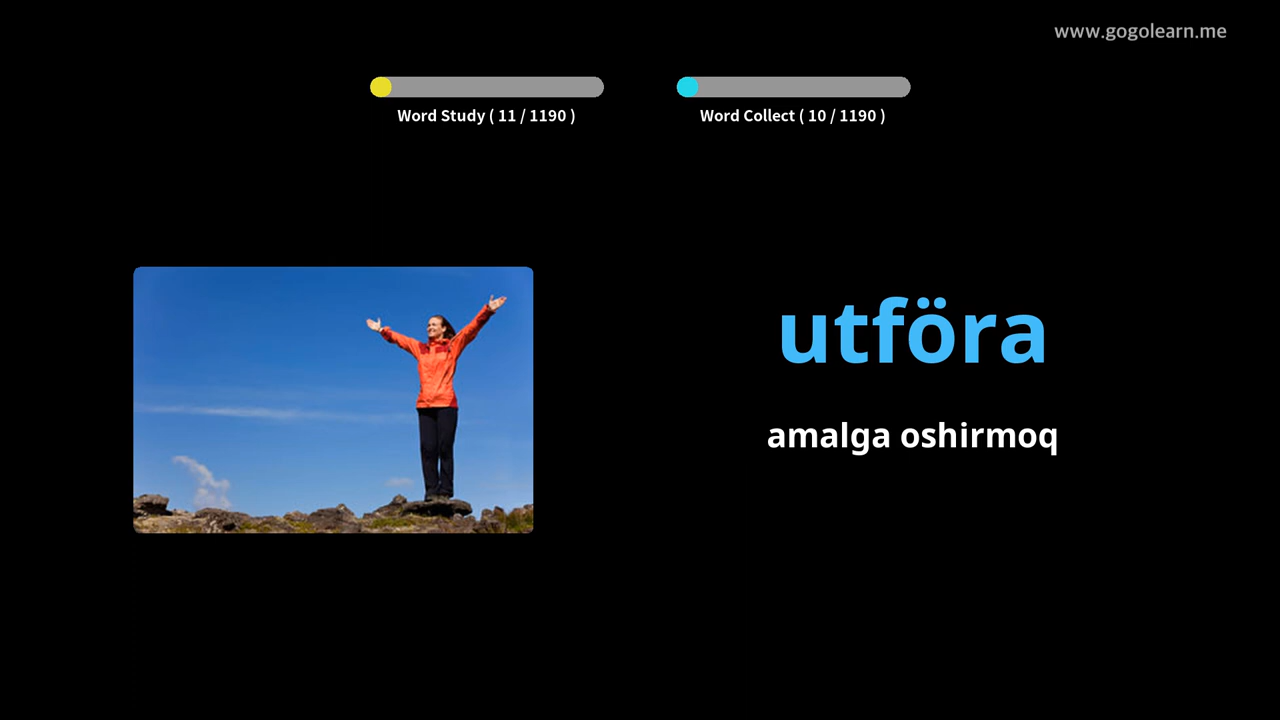 www.gogolearn.me
Word Study ( 11 / 1190 )
Word Collect ( 10 / 1190 )
utföra
amalga oshirmoq